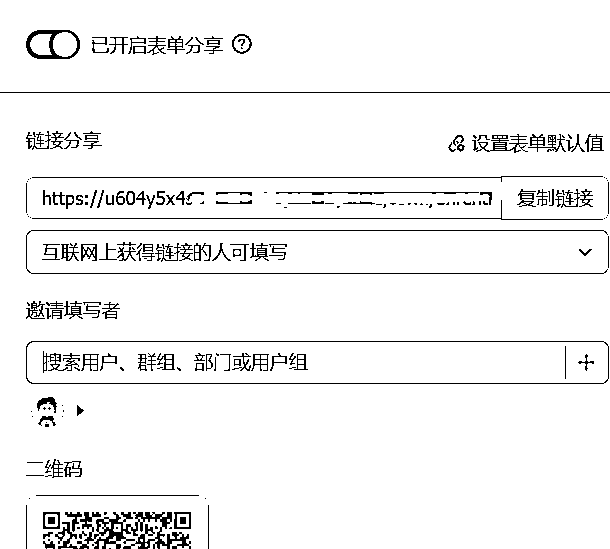 已开启表单分享
链接分享
设置表单默认值
https://u604y5x4
复制链接
互联网上获得链接的人可填写
邀请填写者
搜索用户、群组、部门或用户组
二维码